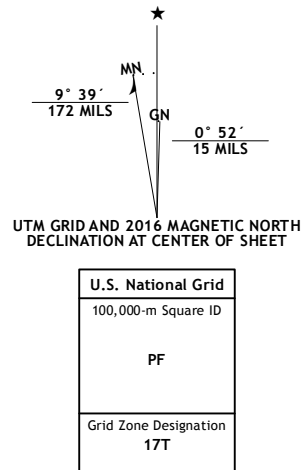 ★
MN
GN
9° 39´
172 MILS
0° 52´
15 MILS
UTM GRID AND 2016 MAGNETIC NORTH
DECLINATION AT CENTER OF SHEET
U.S. National Grid
100,000-m Square ID
PF
Grid Zone Designation
17T